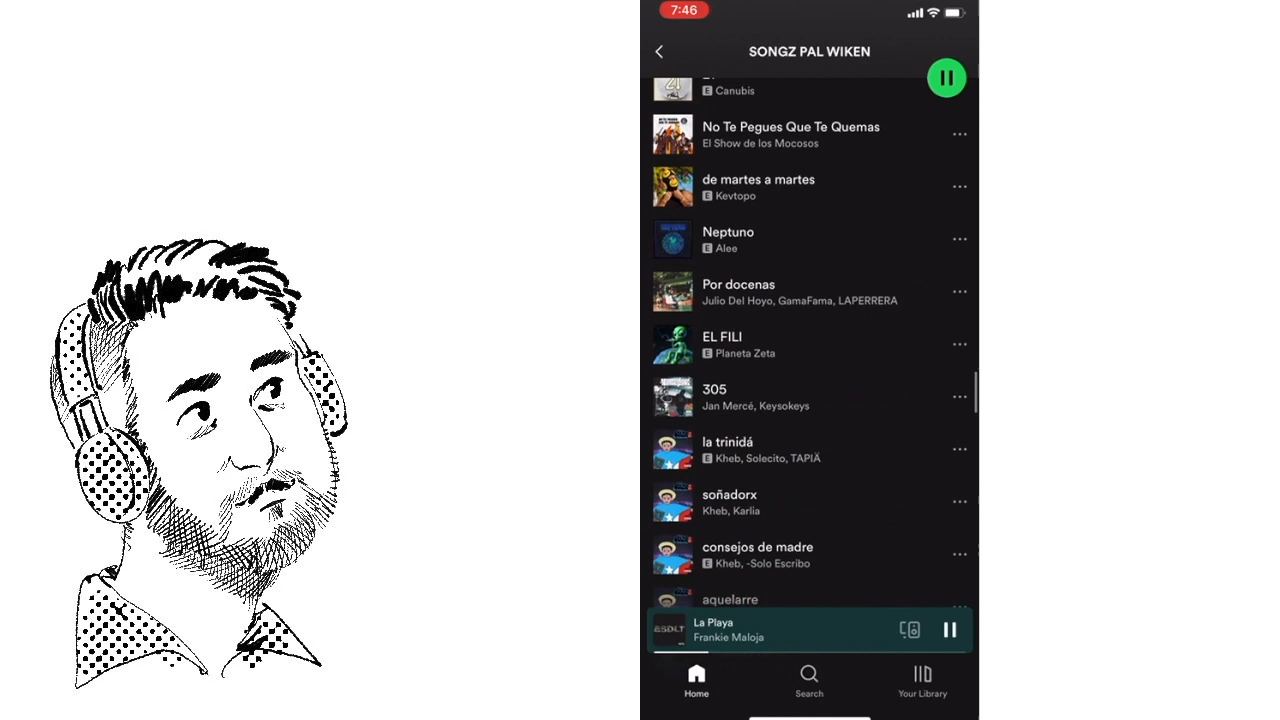 7:46
SONGZ PAL WIKEN
E Canubis
No Te Pegues Que Te Quemas
El Show de los Mocosos
de martes a martes
E Kevtopo
Neptuno
E Alee
Por docenas
Julio Del Hoyo, GamaFama, LAPERRERA
EL FILI
E Planeta Zeta
305
Jan Mercé, Keysokeys
la trinidá
E Kheb, Solecito, TAPIÄ
soñadorx
Kheb, Karlia
consejos de madre
E Kheb, -Solo Escribo
aquelarre
ESDLT
La Playa
Frankie Maloja
Home
Search
Your Library